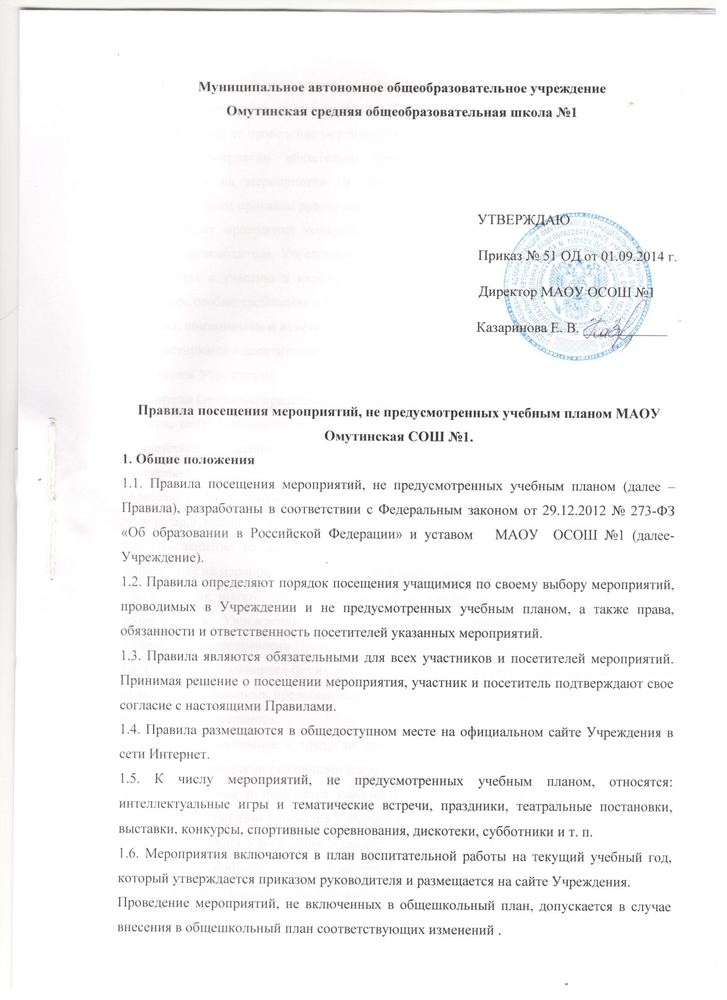 Муниципальное автономное общеобразовательное учреждение
Омутинская средняя общеобразовательная школа №1
УТВЕРЖДАЮ
Приказ № 51 ОД от 01.09.2014 г.
Директор МАОУ ОСОШ №1
Казаринова Е. В.
Правила посещения мероприятий, не предусмотренных учебным планом МАОУ
Омутинская СОШ №1.
1. Общие положения
1.1. Правила посещения мероприятий, не предусмотренных учебным планом (далее –
Правила), разработаны в соответствии с Федеральным законом от 29.12.2012 № 273-ФЗ
«Об образовании в Российской Федерации» и уставом МАОУ ОСОШ №1 (далее-
Учреждение).
1.2. Правила определяют порядок посещения учащимися по своему выбору мероприятий,
проводимых в Учреждении и не предусмотренных учебным планом, а также права,
обязанности и ответственность посетителей указанных мероприятий.
1.3. Правила являются обязательными для всех участников и посетителей мероприятий.
Принимая решение о посещении мероприятия, участник и посетитель подтверждают свое
согласие с настоящими Правилами.
1.4. Правила размещаются в общедоступном месте на официальном сайте Учреждения в
сети Интернет.
1.5. К числу мероприятий, не предусмотренных учебным планом, относятся:
интеллектуальные игры и тематические встречи, праздники, театральные постановки,
выставки, конкурсы, спортивные соревнования, дискотеки, субботники и т. п.
1.6. Мероприятия включаются в план воспитательной работы на текущий учебный год,
который утверждается приказом руководителя и размещается на сайте Учреждения.
Проведение мероприятий, не включенных в общешкольный план, допускается в случае
внесения в общешкольный план соответствующих изменений .